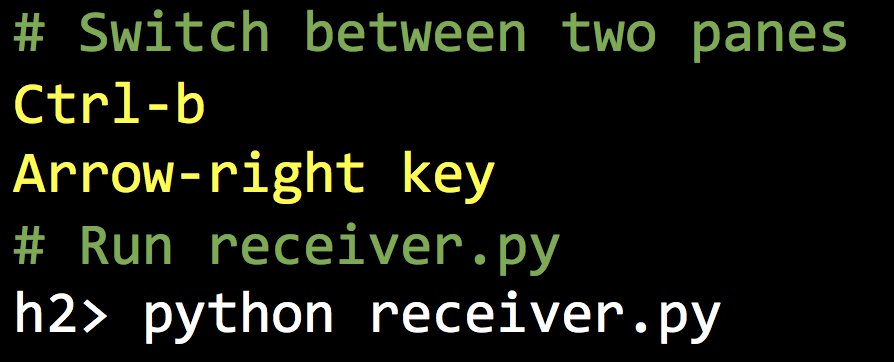 # Switch between two panes
Ctrl-b
Arrow-right key
# Run receiver.py
h2> python receiver.py